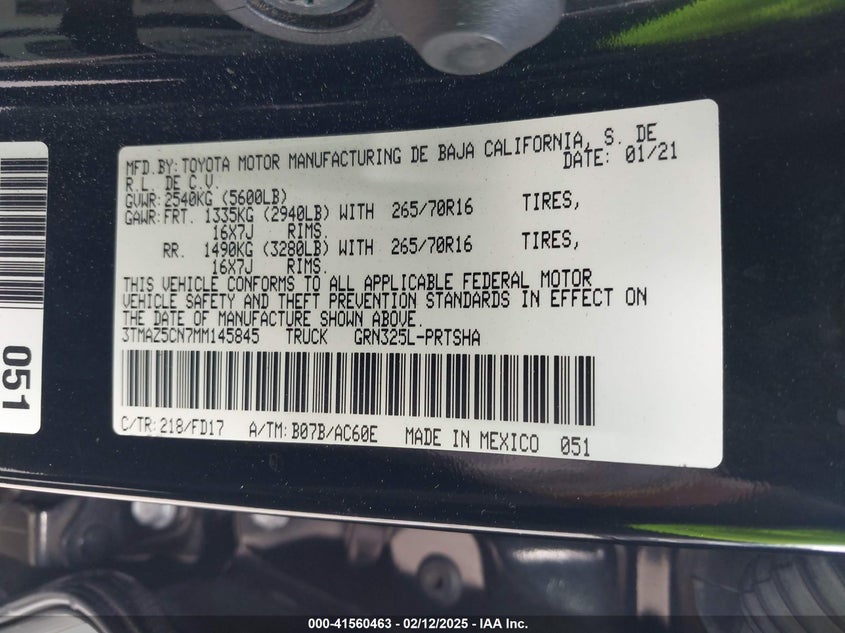 MFD.BY:TOYOTA MOTOR MANUFACTURING DE BAJA CALIFORNIA, S. DE
R.L. DE C.V. DATE: 01/21
GVWR:2540KG (5600LB)
GAWR:FRT. 1335KG (2940LB) WITH 265/70R16 TIRES,
16X7J RIMS.
RR. 1490KG (3280LB) WITH 265/70R16 TIRES,
16X7J RIMS.
THIS VEHICLE CONFORMS TO ALL APPLICABLE FEDERAL MOTOR
VEHICLE SAFETY AND THEFT PREVENTION STANDARDS IN EFFECT ON
THE DATE OF MANUFACTURE SHOWN ABOVE.
3TMAZ5CN7MM145845 TRUCK GRN325L-PRTSHA
C/TR:218/FD17 A/TM:B07B/AC60E MADE IN MEXICO 051
051
000-41560463 - 02/12/2025 - IAA Inc.